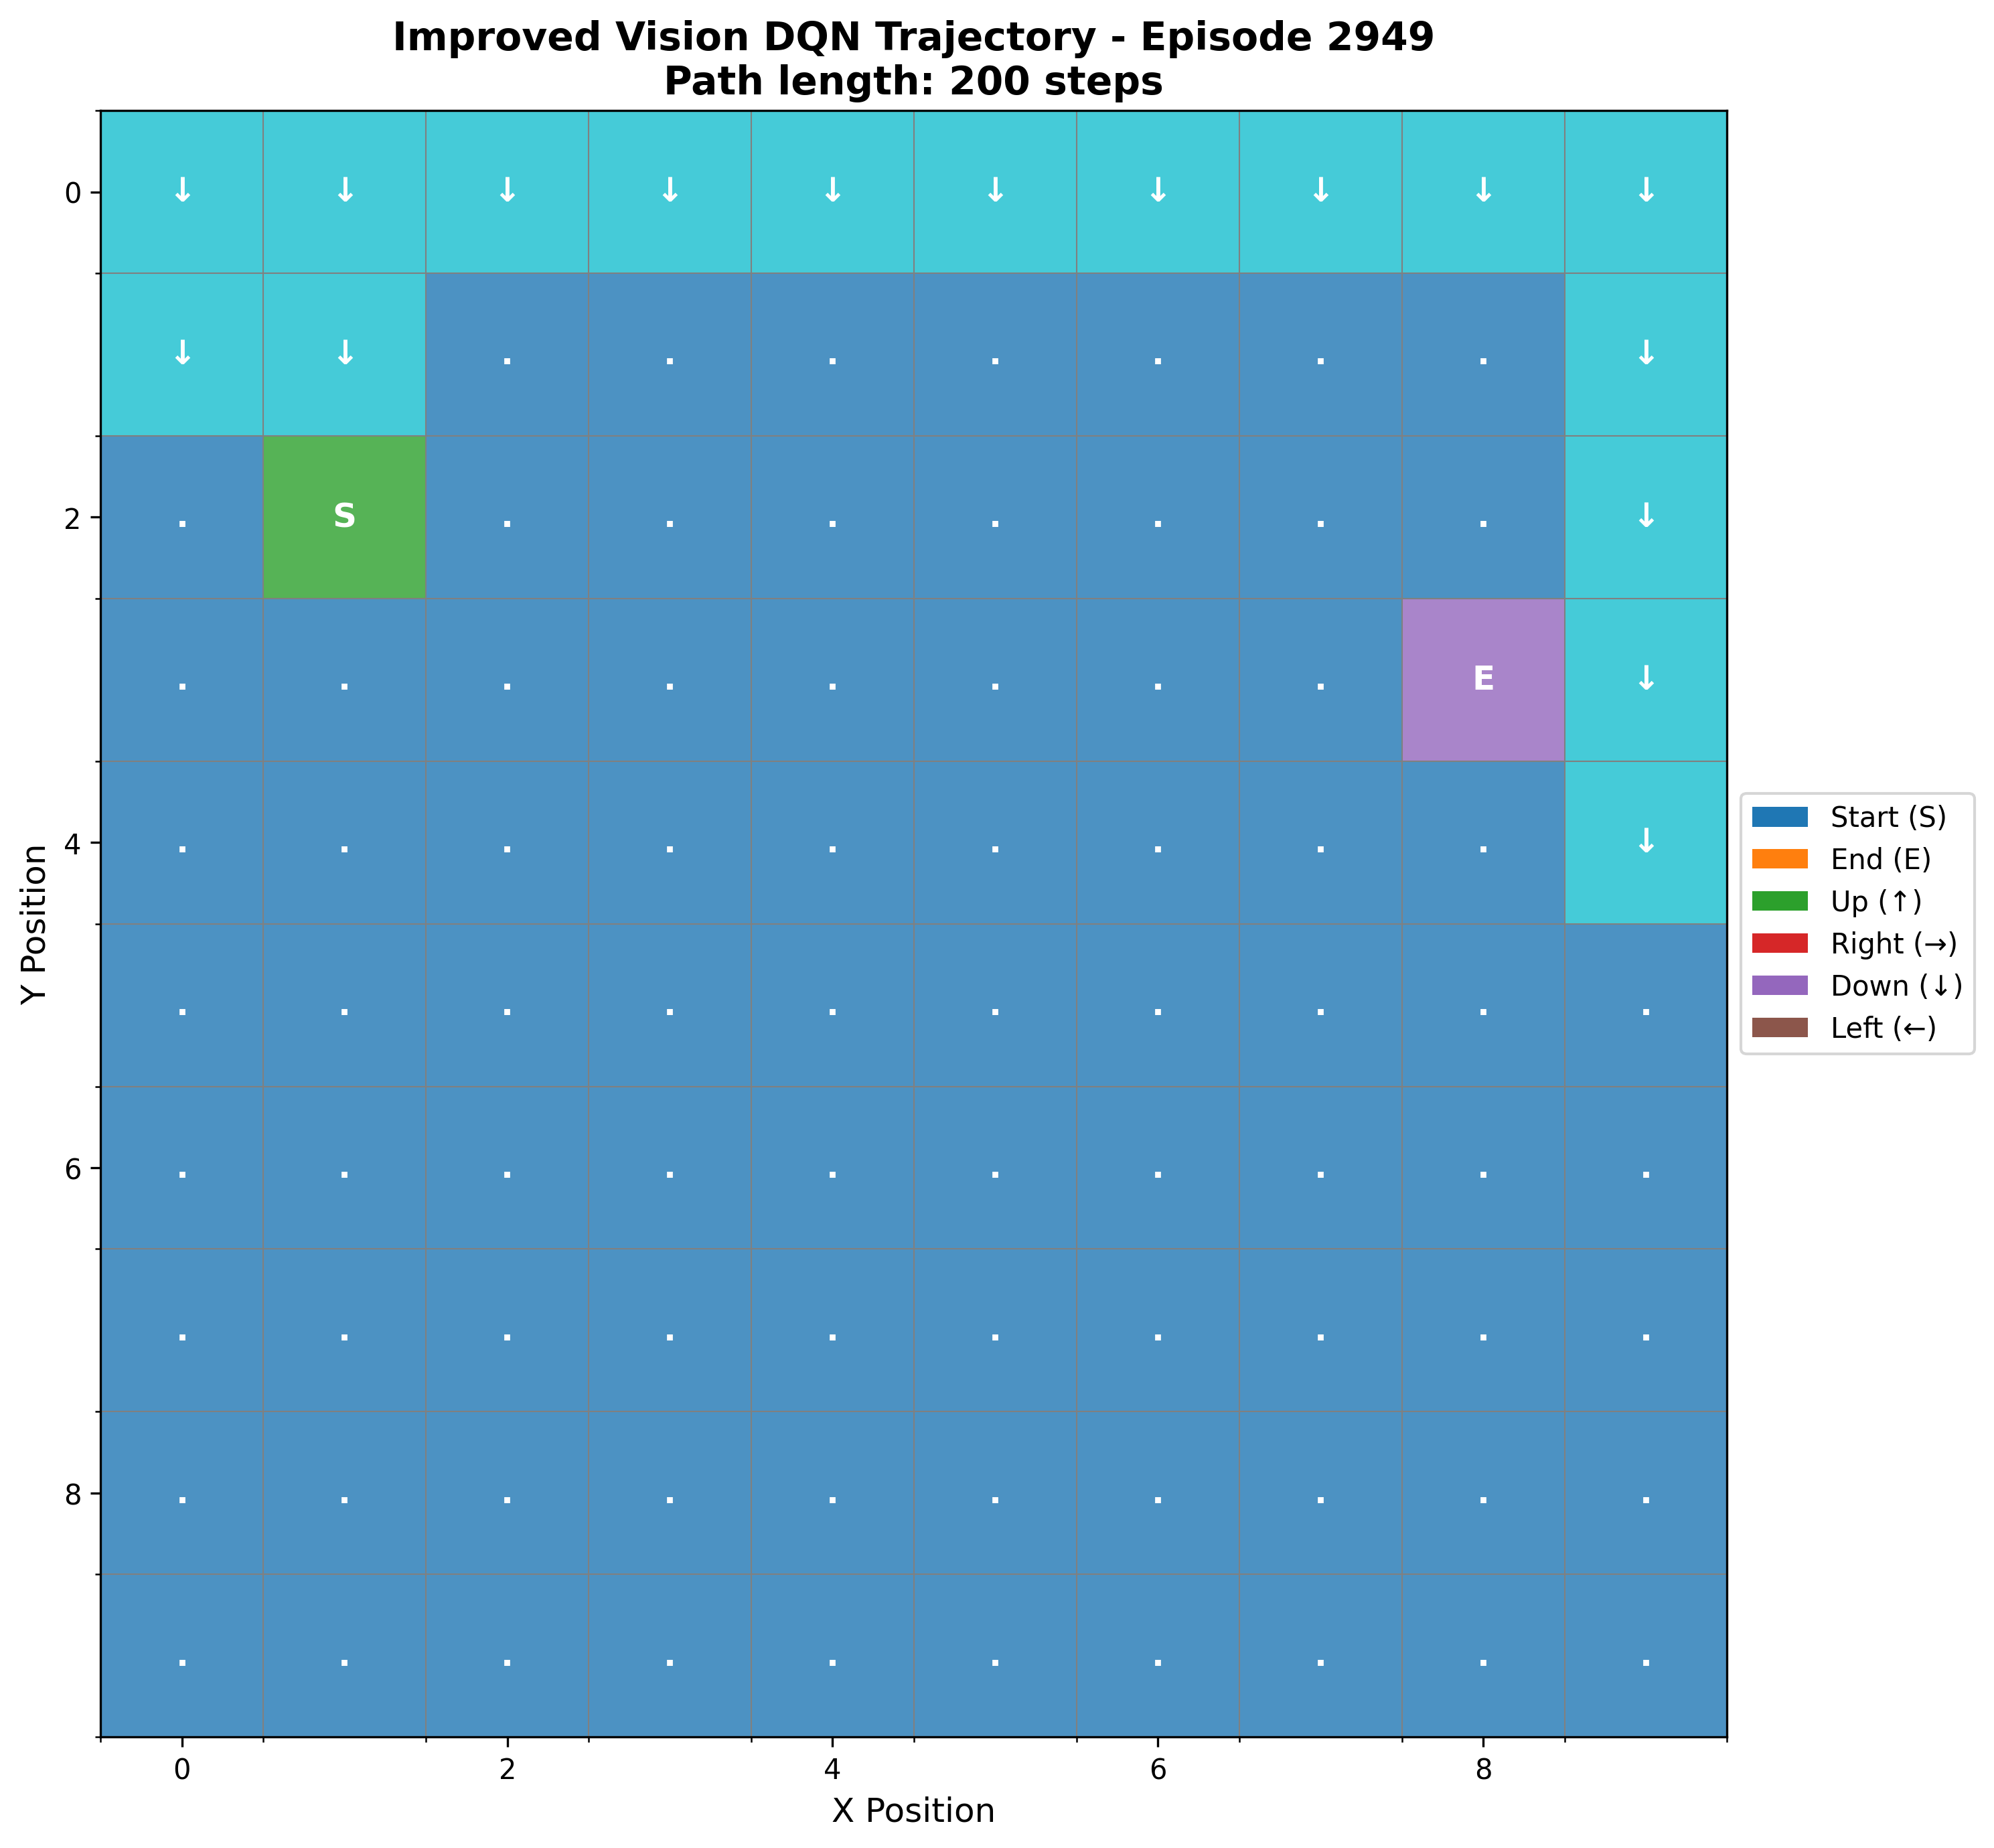 Improved Vision DQN Trajectory - Episode 2949
Path length: 200 steps
0 ↓ ↓ ↓ ↓ ↓ ↓ ↓ ↓ ↓ ↓
↓ ↓ . . . . . . . ↓
2 . S . . . . . . . ↓
. . . . . . . . E ↓
4 . . . . . . . . . ↓
. . . . . . . . . .
6 . . . . . . . . . .
. . . . . . . . . .
8 . . . . . . . . . .
. . . . . . . . . .
0 2 4 6 8
X Position
Y Position
Start (S)
End (E)
Up (↑)
Right (→)
Down (↓)
Left (←)